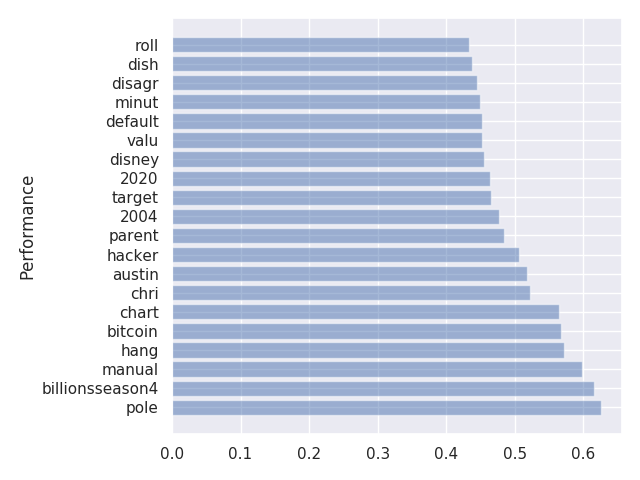 roll
dish
disagr
minut
default
valu
disney
2020
target
2004
parent
hacker
austin
chri
chart
bitcoin
hang
manual
billionsseason4
pole
Performance
0.0 0.1 0.2 0.3 0.4 0.5 0.6